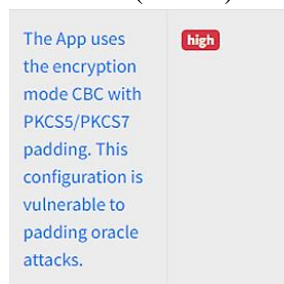 The App uses
high
the encryption
mode CBC with
PKCS5/PKCS7
padding. This
configuration is
vulnerable to
padding oracle
attacks.